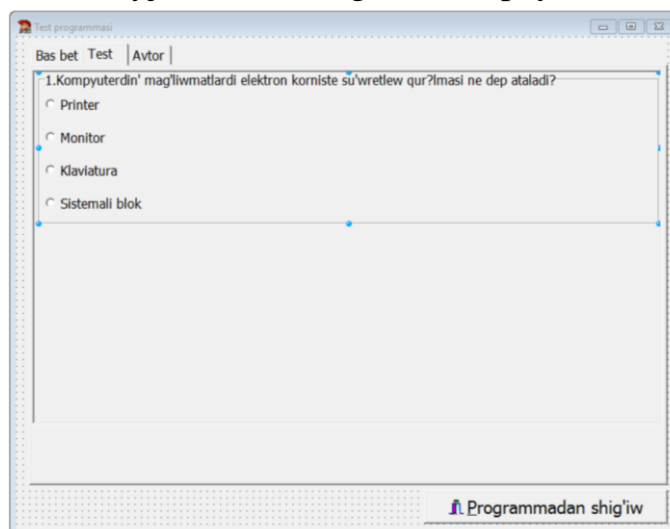 Test programmasi
Bas bet Test Avtor
1.Kompyuterdin' mag'liwmatlardi elektron korniste su'wretlew qur?lmasi ne dep ataladi?
Printer
Monitor
Klaviatura
Sistemali blok
Programmadan shig'iw